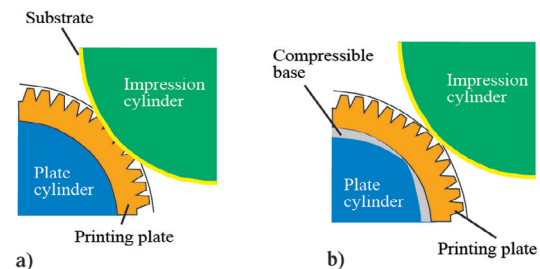 Substrate
Impression
cylinder
Plate
cylinder
Printing plate
a)
Compressible
base
Impression
cylinder
Plate
cylinder
Printing plate
b)